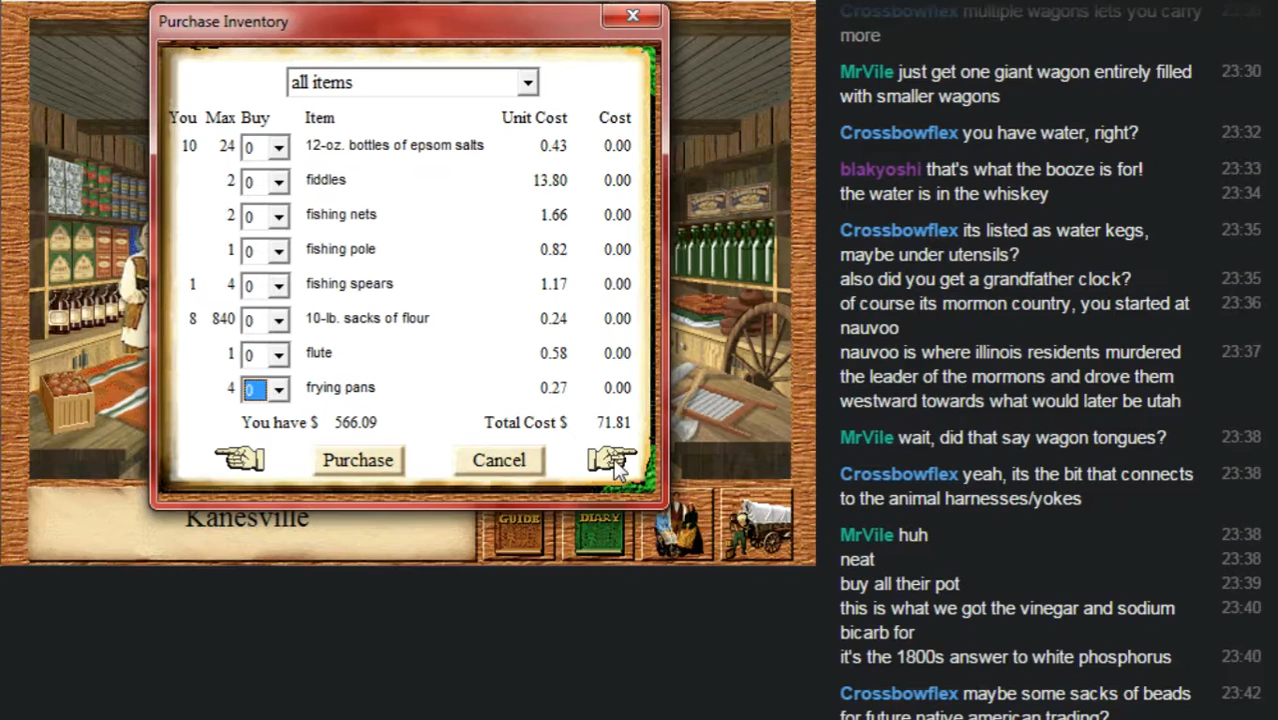 Purchase Inventory
all items
You Max Buy Item Unit Cost Cost
10 24 0 12-oz. bottles of epsom salts 0.43 0.00
2 0 fiddles 13.80 0.00
2 0 fishing nets 1.66 0.00
1 0 fishing pole 0.82 0.00
1 4 0 fishing spears 1.17 0.00
8 840 0 10-lb. sacks of flour 0.24 0.00
1 0 flute 0.58 0.00
4 0 frying pans 0.27 0.00
You have $ 566.09 Total Cost $ 71.81
Purchase Cancel
Kanesville
GUIDE DIARY
Crossbowflex multiple wagons lets you carry
more
MrVile just get one giant wagon entirely filled 23:30
with smaller wagons
Crossbowflex you have water, right? 23:32
blakyoshi that's what the booze is for! 23:33
the water is in the whiskey 23:34
Crossbowflex its listed as water kegs, 23:35
maybe under utensils?
also did you get a grandfather clock? 23:35
of course its mormon country, you started at 23:36
nauvoo
nauvoo is where illinois residents murdered 23:37
the leader of the mormons and drove them
westward towards what would later be utah
MrVile wait, did that say wagon tongues? 23:38
Crossbowflex yeah, its the bit that connects 23:38
to the animal harnesses/yokes
MrVile huh 23:38
neat 23:38
buy all their pot 23:39
this is what we got the vinegar and sodium 23:40
bicarb for
it's the 1800s answer to white phosphorus 23:40
Crossbowflex maybe some sacks of beads 23:42
for future native american trading?